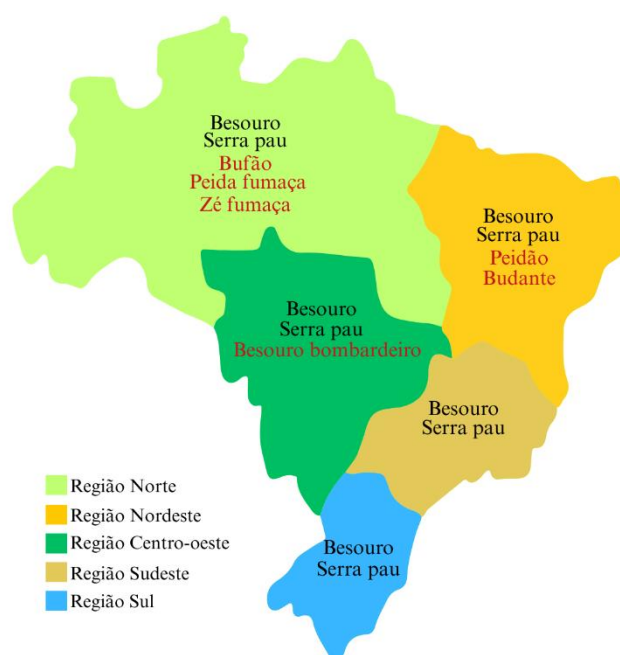 Besouro
Serra pau
Bufão
Peida fumaça
Zé fumaça
Besouro
Serra pau
Peidão
Budante
Besouro
Serra pau
Besouro bombardeiro
Besouro
Serra pau
Besouro
Serra pau
Região Norte
Região Nordeste
Região Centro-oeste
Região Sudeste
Região Sul